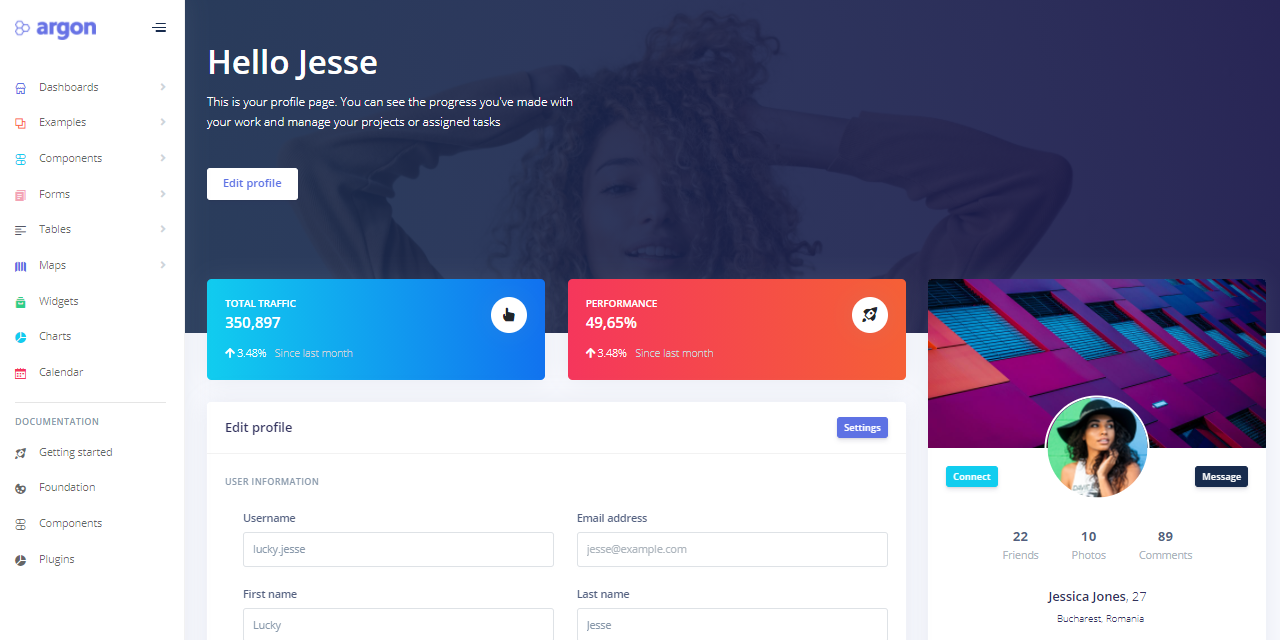 argon
Dashboards
Examples
Components
Forms
Tables
Maps
Widgets
Charts
Calendar
DOCUMENTATION
Getting started
Foundation
Components
Plugins
Hello Jesse
This is your profile page. You can see the progress you've made with
your work and manage your projects or assigned tasks
Edit profile
TOTAL TRAFFIC
350,897
3.48% Since last month
PERFORMANCE
49,65%
3.48% Since last month
Edit profile
Settings
USER INFORMATION
Username
Email address
lucky.jesse
jesse@example.com
First name
Last name
Lucky
Jesse
Connect
Message
22
10
89
Friends
Photos
Comments
Jessica Jones, 27
Bucharest, Romania